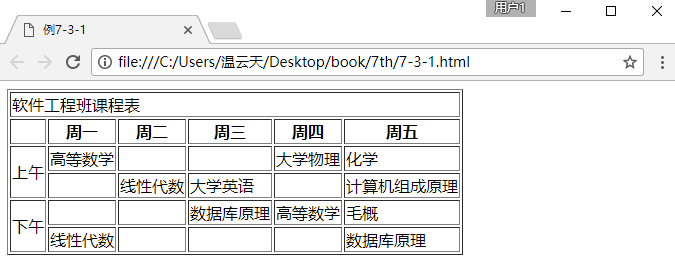 用户1
例7-3-1
file:///C:/Users/温云天/Desktop/book/7th/7-3-1.html
软件工程班课程表
周一 周二 周三 周四 周五
上午 高等数学 大学物理 化学
线性代数 大学英语 计算机组成原理
下午 数据库原理 高等数学 毛概
线性代数 数据库原理